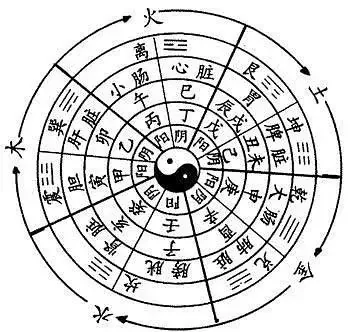 火
土
金
水
木
离
艮
坤
乾
兑
坎
震
巽
小肠
心脏
胃
脾脏
大肠
肺脏
膀胱
肾脏
胆
肝脏
午
巳
辰戌
丑未
申
酉
子
亥
寅
卯
丙
丁
戊
己
庚
辛
壬
癸
甲
乙
阳
阴
阳
阴
阳
阴
阳
阴
阳
阴